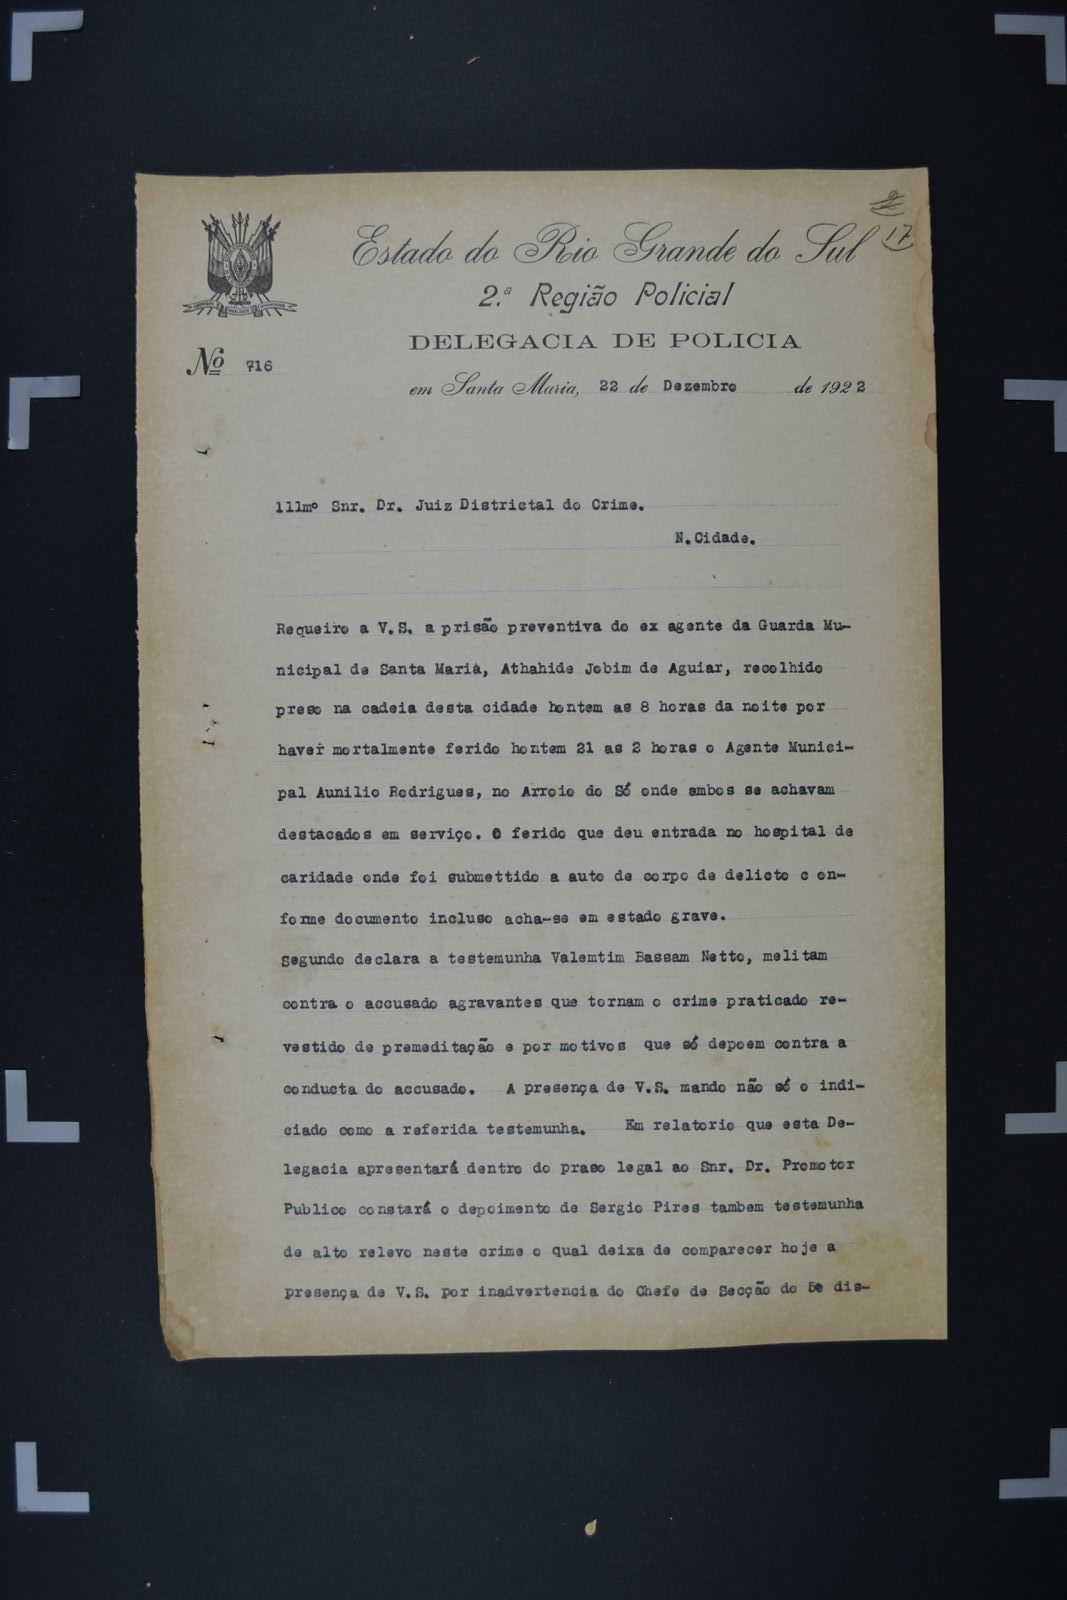 2
17
Estado do Rio Grande do Sul
2.ª Região Policial
DELEGACIA DE POLICIA
Nº 716
em Santa Maria, 22 de Dezembro de 1922
111mº Snr. Dr. Juiz Districtal do Crime.
N. Cidade.
Requeiro a V.S. a prisão preventiva do ex agente da Guarda Mu-
nicipal de Santa Maria, Athahide Jobim de Aguiar, recolhido
preso na cadeia desta cidade hontem as 8 horas da noite por
haver mortalmente ferido hontem 21 as 2 horas o Agente Munici-
pal Aunilio Rodrigues, no Arroio do Só onde ambos se achavam
destacados em serviço. O ferido que deu entrada no hospital de
caridade onde foi submettido a auto de corpo de delicto c on-
forme documento incluso acha-se em estado grave.
Segundo declara a testemunha Valemtim Bassam Netto, melitam
contra o accusado agravantes que tornam o crime praticado re-
vestido de premeditação e por motivos que só depoem contra a
conducta do accusado. A presença de V.S. mando não só o indi-
ciado como a referida testemunha. Em relatorio que esta De-
legacia apresentará dentro do praso legal ao Snr. Dr. Promotor
Publico constará o depoimento de Sergio Pires tambem testemunha
de alto relevo neste crime o qual deixa de comparecer hoje a
presença de V.S. por inadvertencia do Chefe de Secção do 5º dis-